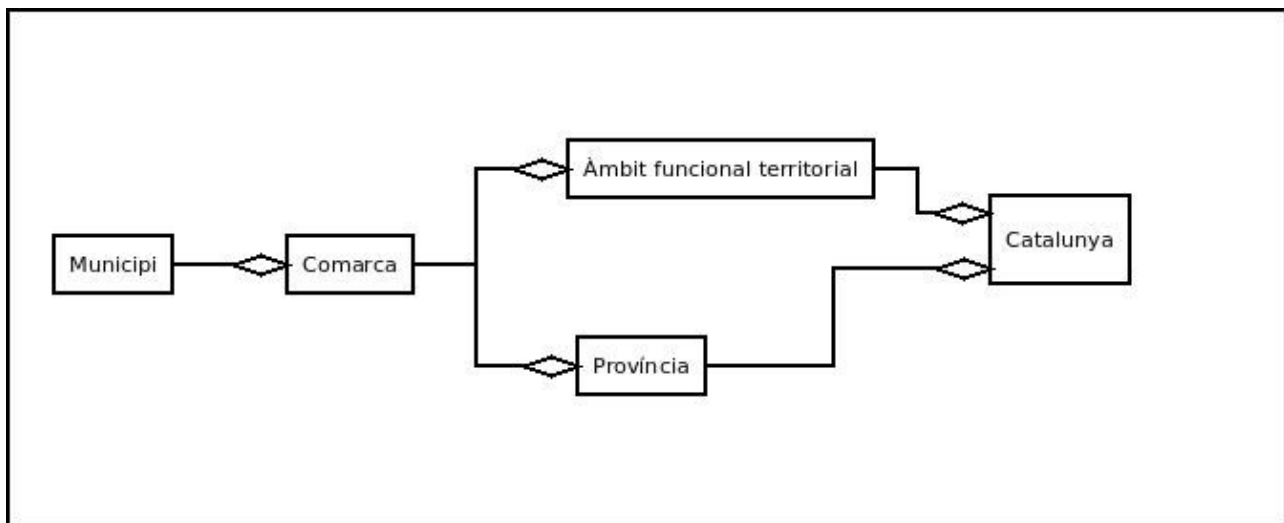 Municipi
Comarca
Àmbit funcional territorial
Província
Catalunya